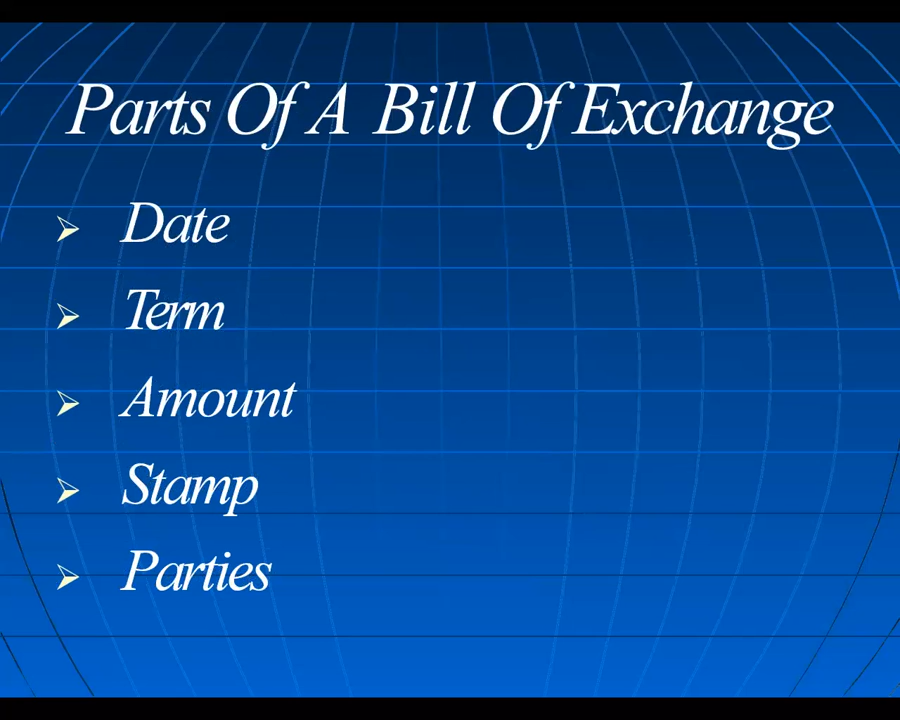 Parts Of A Bill Of Exchange
Date
Term
Amount
Stamp
Parties